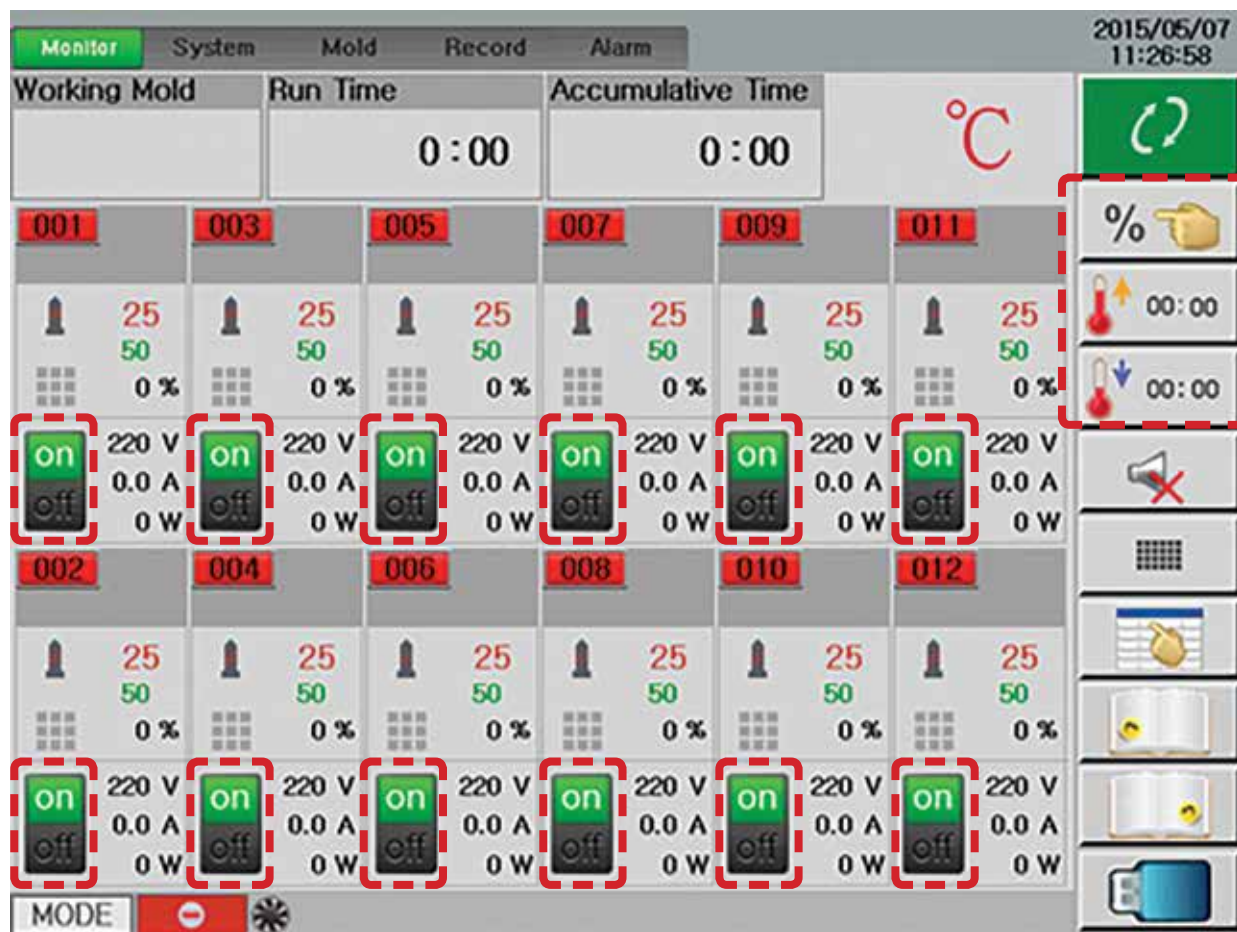 Monitor System Mold Record Alarm
2015/05/07
11:26:58
Working Mold Run Time Accumulative Time
0:00 0:00 °C
001 003 005 007 009 011
%
25 25 25 25 25 25
00:00
50 50 50 50 50 50
0 % 0 % 0 % 0 % 0 % 0 %
00:00
on 220 V on 220 V on 220 V on 220 V on 220 V on 220 V
0.0 A 0.0 A 0.0 A 0.0 A 0.0 A 0.0 A
off 0 W off 0 W off 0 W off 0 W off 0 W off 0 W
002 004 006 008 010 012
25 25 25 25 25 25
50 50 50 50 50 50
0 % 0 % 0 % 0 % 0 % 0 %
on 220 V on 220 V on 220 V on 220 V on 220 V on 220 V
0.0 A 0.0 A 0.0 A 0.0 A 0.0 A 0.0 A
off 0 W off 0 W off 0 W off 0 W off 0 W off 0 W
MODE